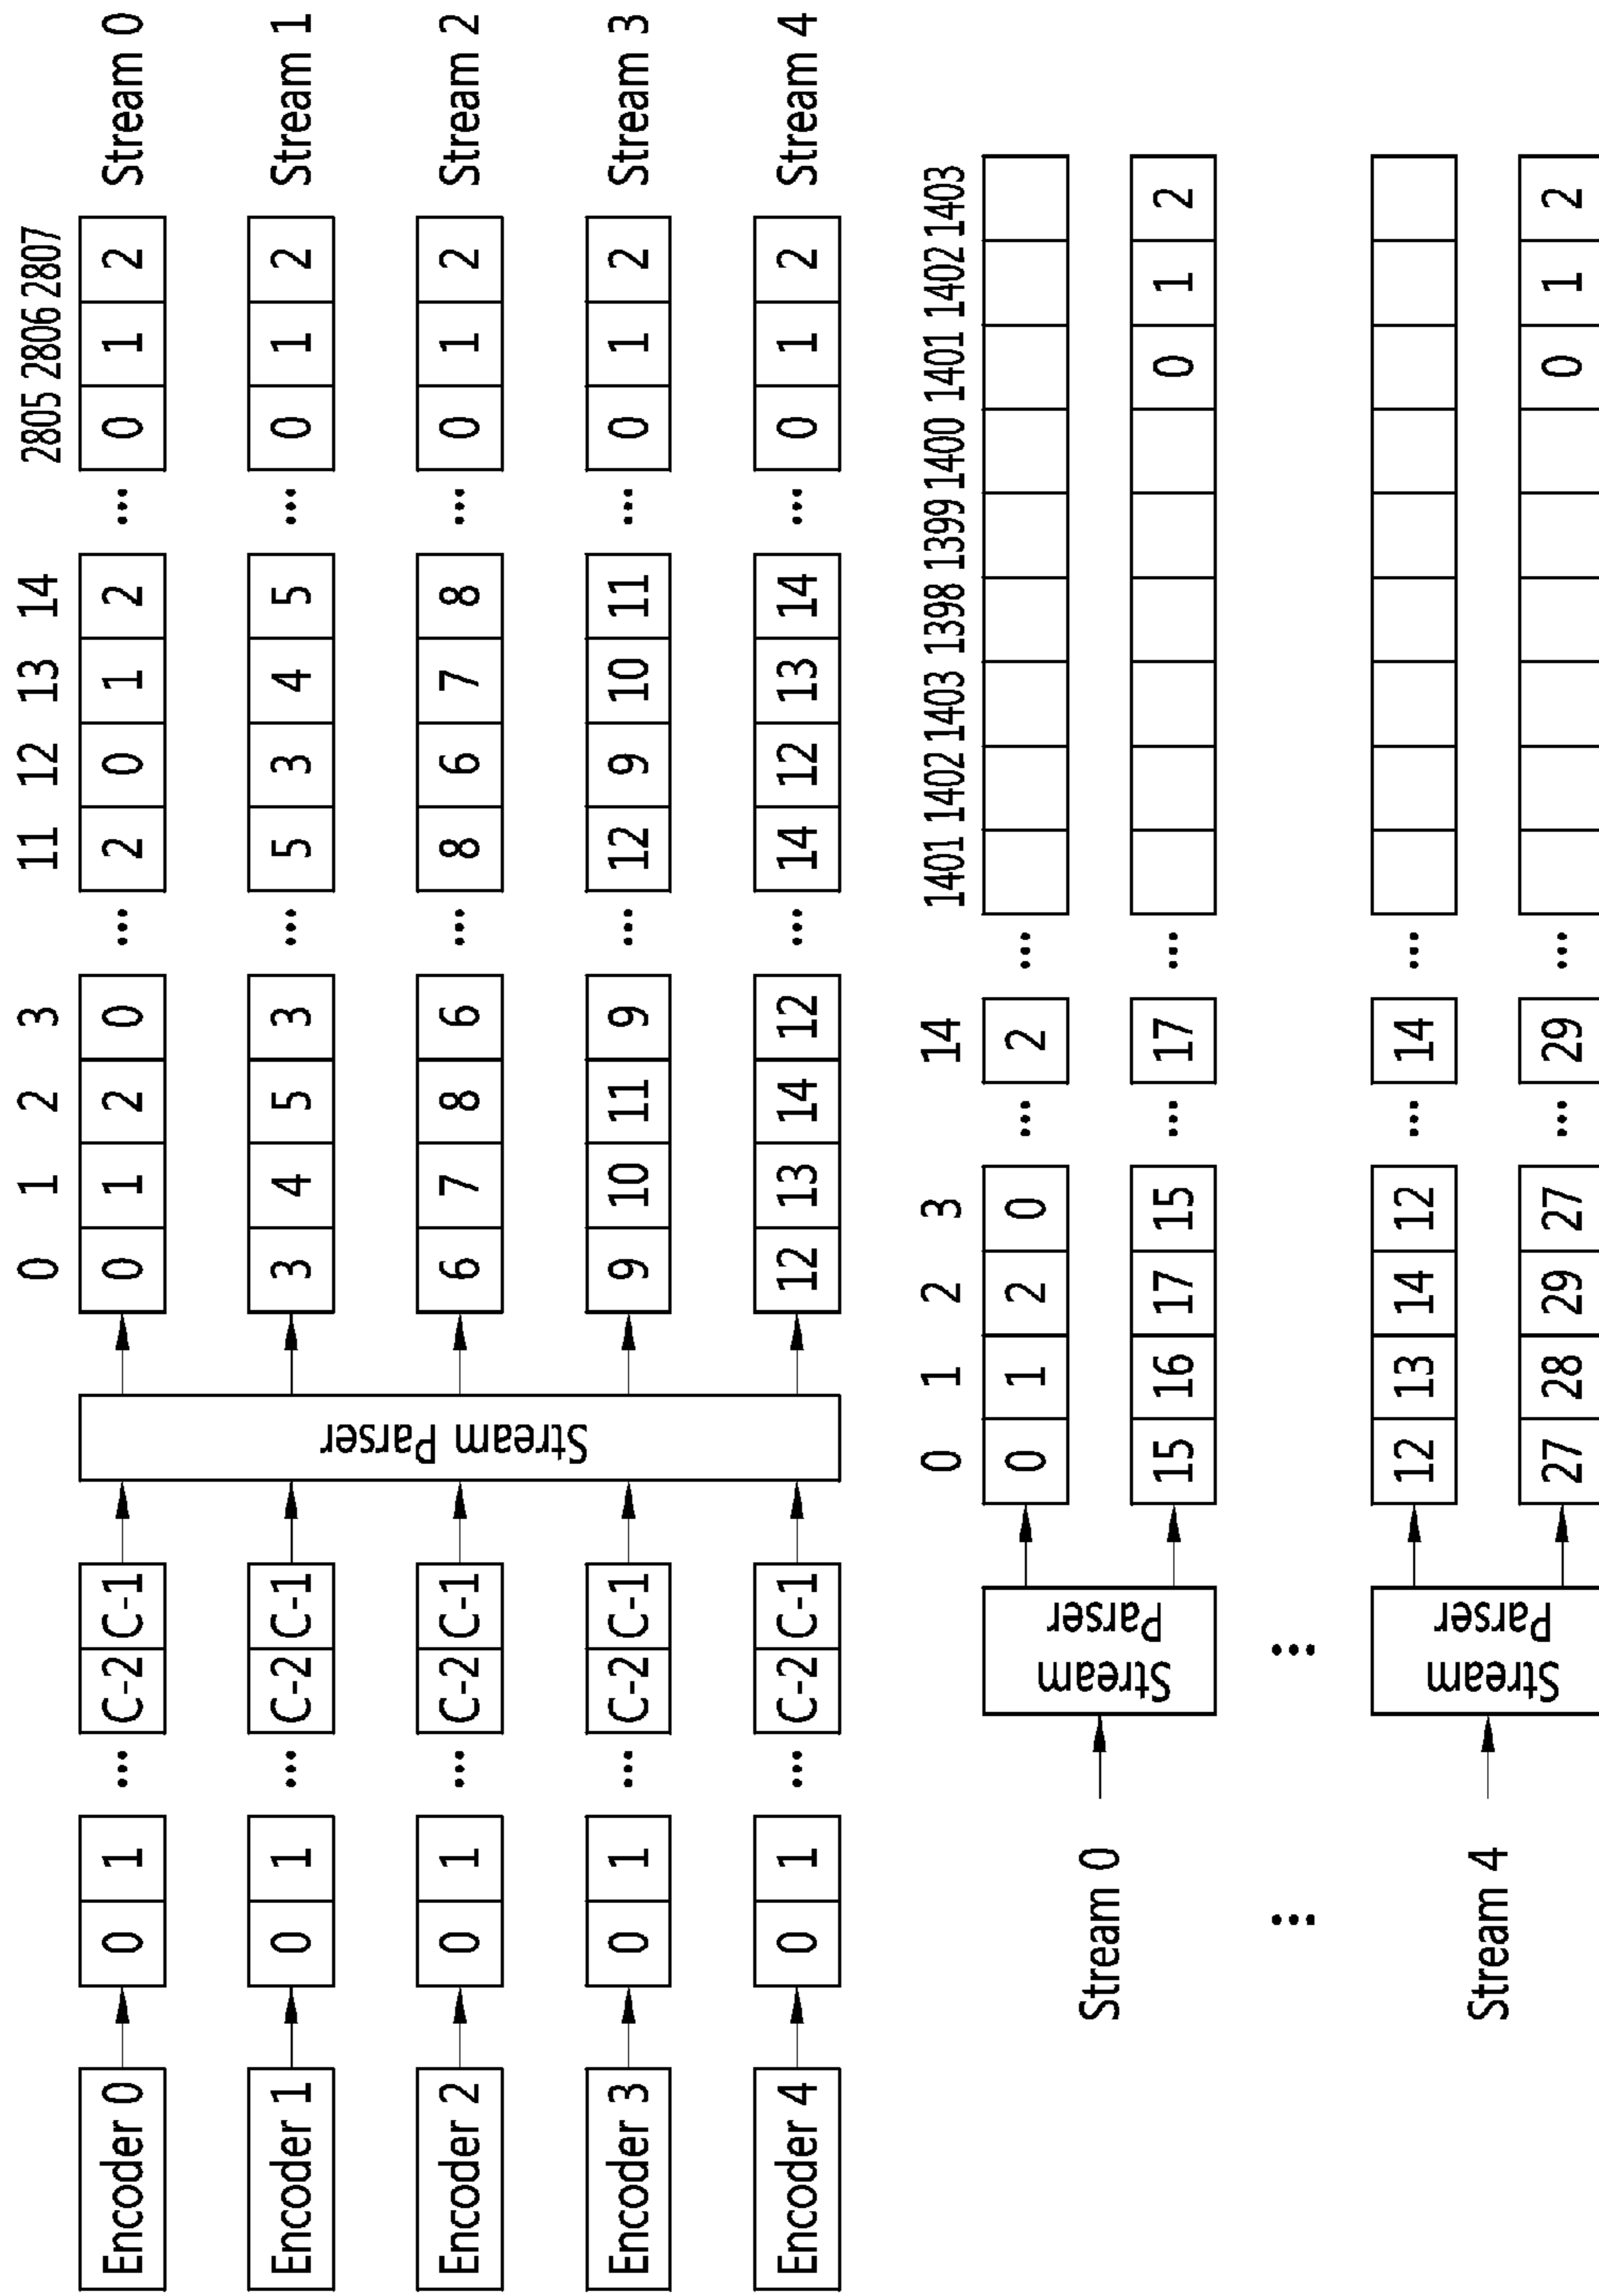 0 1 2 3 11 12 13 14 2805 2806 2807
Encoder 0 0 1 ... C-2 C-1 0 1 2 0 ... 2 0 1 2 ... 0 1 2 Stream 0
Encoder 1 0 1 ... C-2 C-1 3 4 5 3 ... 5 3 4 5 ... 0 1 2 Stream 1
Stream Parser
Encoder 2 0 1 ... C-2 C-1 6 7 8 6 ... 8 6 7 8 ... 0 1 2 Stream 2
Encoder 3 0 1 ... C-2 C-1 9 10 11 9 ... 12 9 10 11 ... 0 1 2 Stream 3
Encoder 4 0 1 ... C-2 C-1 12 13 14 12 ... 14 12 13 14 ... 0 1 2 Stream 4
0 1 2 3 14 1401 1402 1403 1398 1399 1400 1401 1402 1403
0 1 2 0 ... 2 ...
Stream 0
Stream
Parser
15 16 17 15 ... 17 ... 0 1 2
... ...
12 13 14 12 ... 14 ...
Stream 4
Stream
Parser
27 28 29 27 ... 29 ... 0 1 2